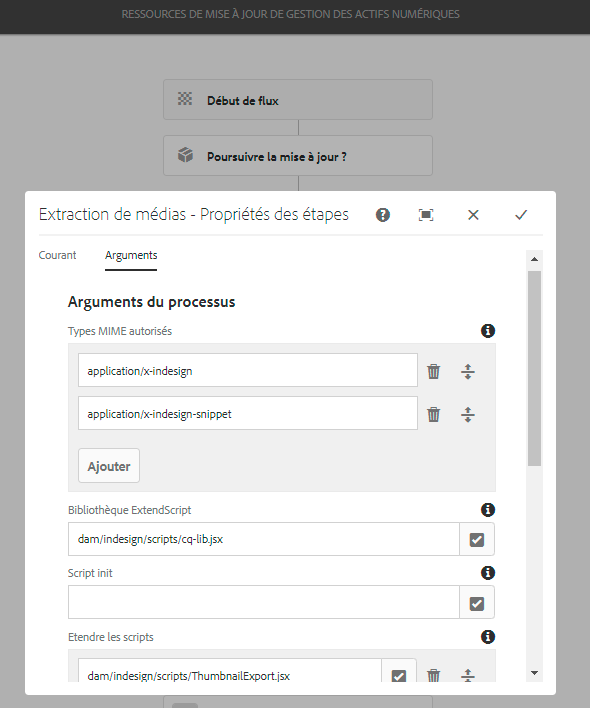 RESSOURCES DE MISE À JOUR DE GESTION DES ACTIFS NUMÉRIQUES
Début de flux
Poursuivre la mise à jour ?
Extraction de médias - Propriétés des étapes
Courant
Arguments
Arguments du processus
Types MIME autorisés
application/x-indesign
application/x-indesign-snippet
Ajouter
Bibliothèque ExtendScript
dam/indesign/scripts/cq-lib.jsx
Script init
Etendre les scripts
dam/indesign/scripts/ThumbnailExport.jsx